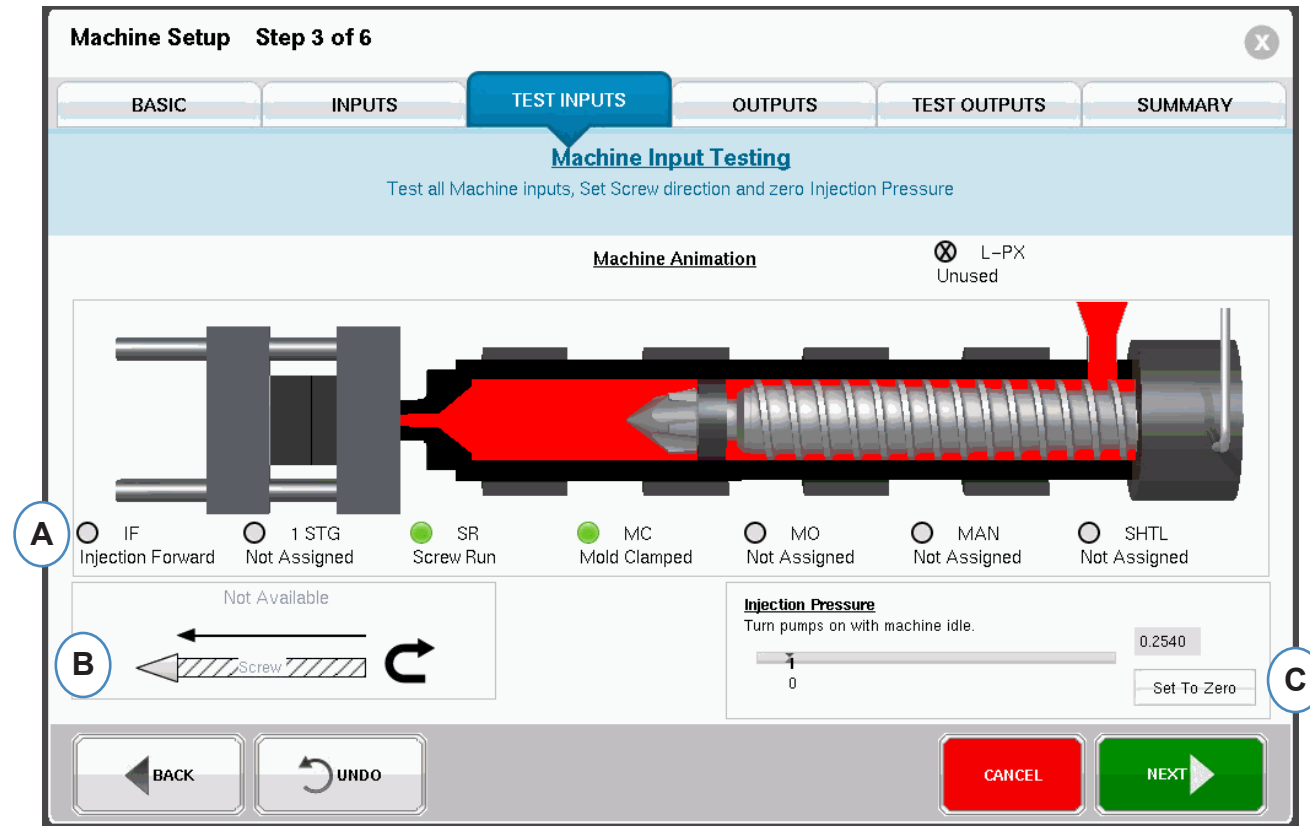 Machine Setup Step 3 of 6
X
BASIC
INPUTS
TEST INPUTS
OUTPUTS
TEST OUTPUTS
SUMMARY
Machine Input Testing
Test all Machine inputs, Set Screw direction and zero Injection Pressure
Machine Animation
L-PX
Unused
A
IF
Injection Forward
1 STG
Not Assigned
SR
Screw Run
MC
Mold Clamped
MO
Not Assigned
MAN
Not Assigned
SHTL
Not Assigned
B
Not Available
Screw
Injection Pressure
Turn pumps on with machine idle.
1
0
0.2540
Set To Zero
C
BACK
UNDO
CANCEL
NEXT